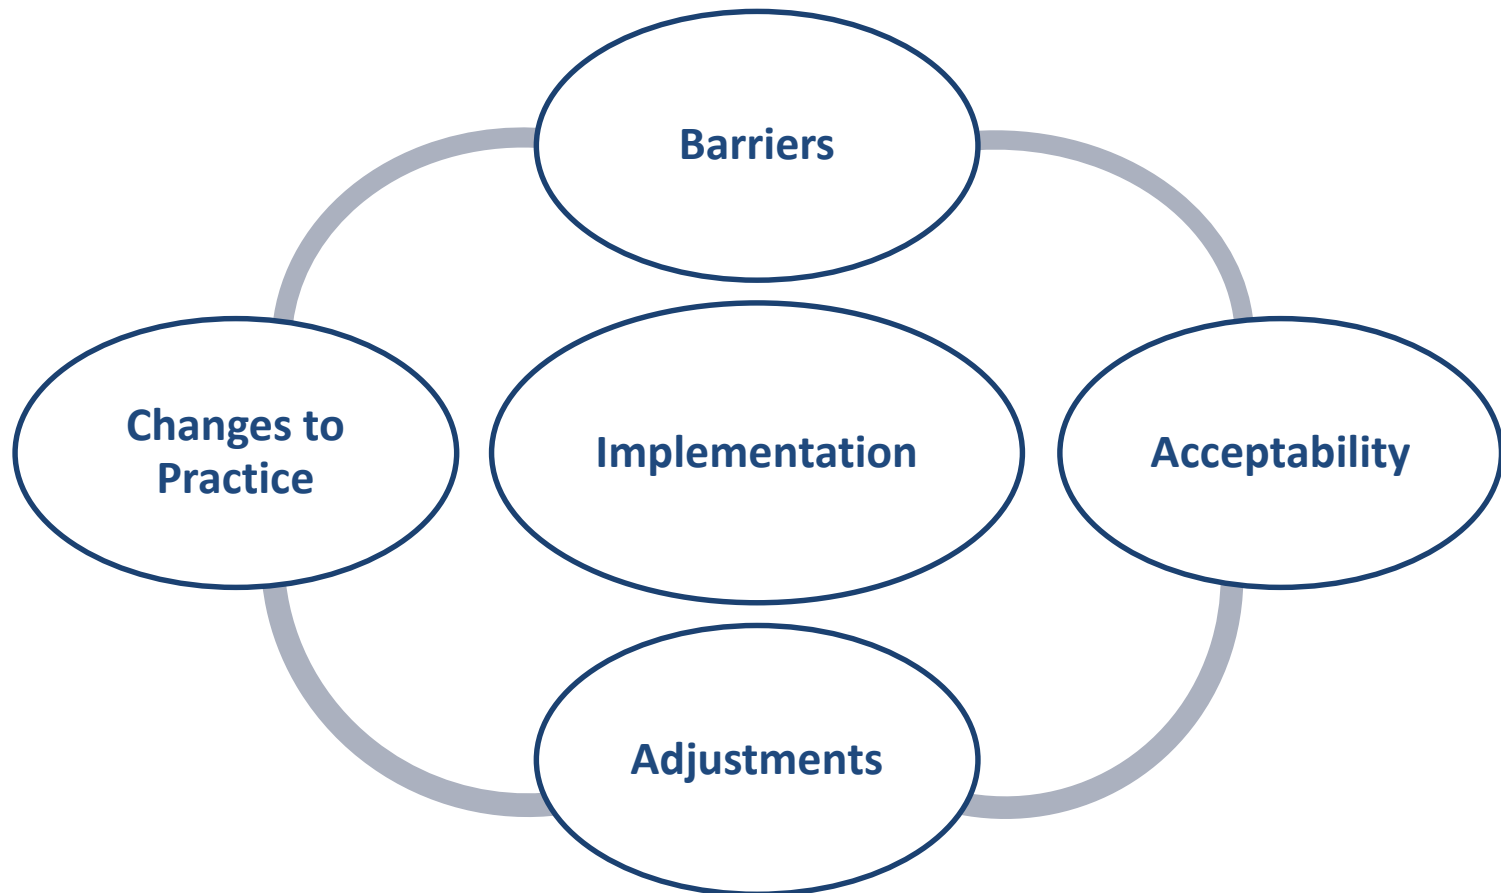 Barriers
Changes to
Practice
Implementation
Acceptability
Adjustments